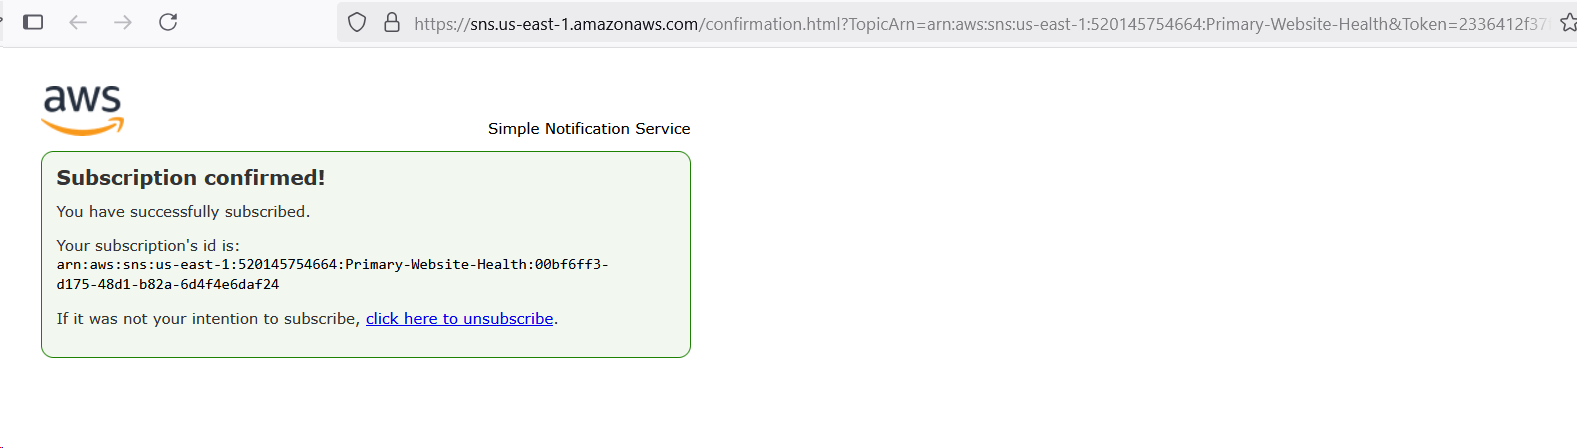 https://sns.us-east-1.amazonaws.com/confirmation.html?TopicArn=arn:aws:sns:us-east-1:520145754664:Primary-Website-Health&Token=2336412f37
aws
Simple Notification Service
Subscription confirmed!
You have successfully subscribed.
Your subscription's id is:
arn:aws:sns:us-east-1:520145754664:Primary-Website-Health:00bf6ff3-
d175-48d1-b82a-6d4f4e6daf24
If it was not your intention to subscribe, click here to unsubscribe.